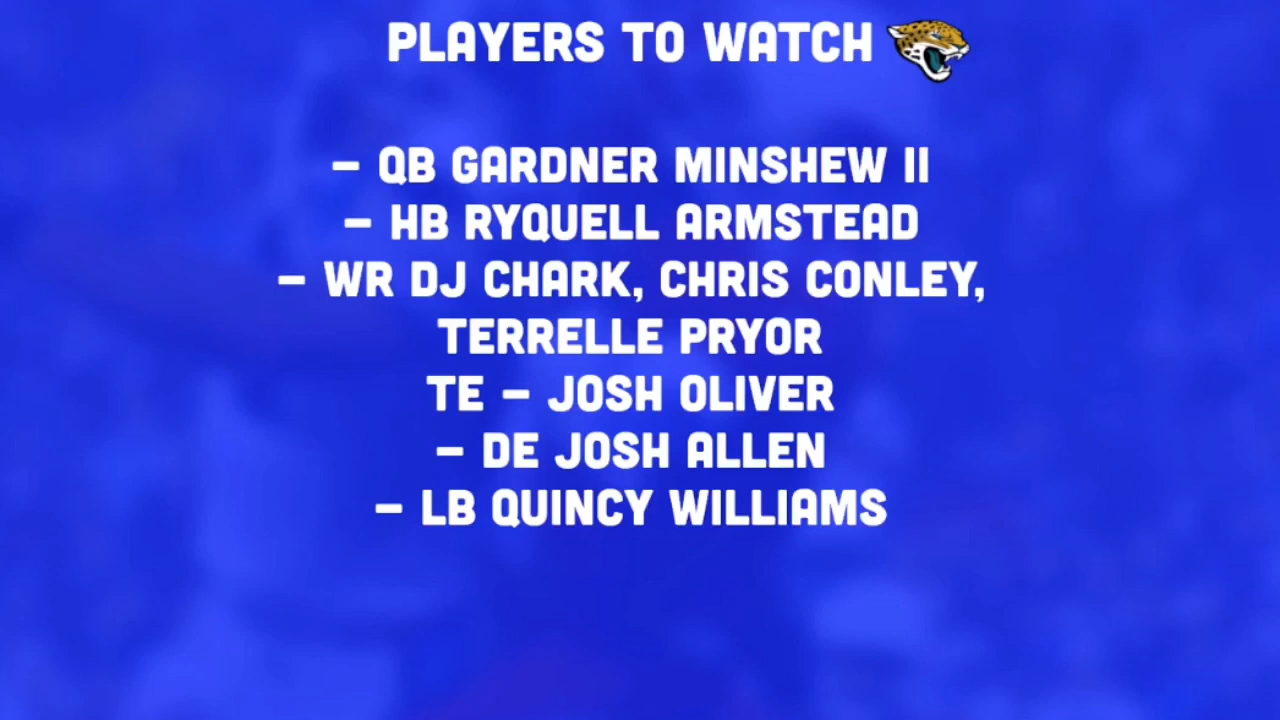 PLAYERS TO WATCH
– QB GARDNER MINSHEW II
– HB RYQUELL ARMSTEAD
– WR DJ CHARK, CHRIS CONLEY,
TERRELLE PRYOR
TE – JOSH OLIVER
– DE JOSH ALLEN
– LB QUINCY WILLIAMS